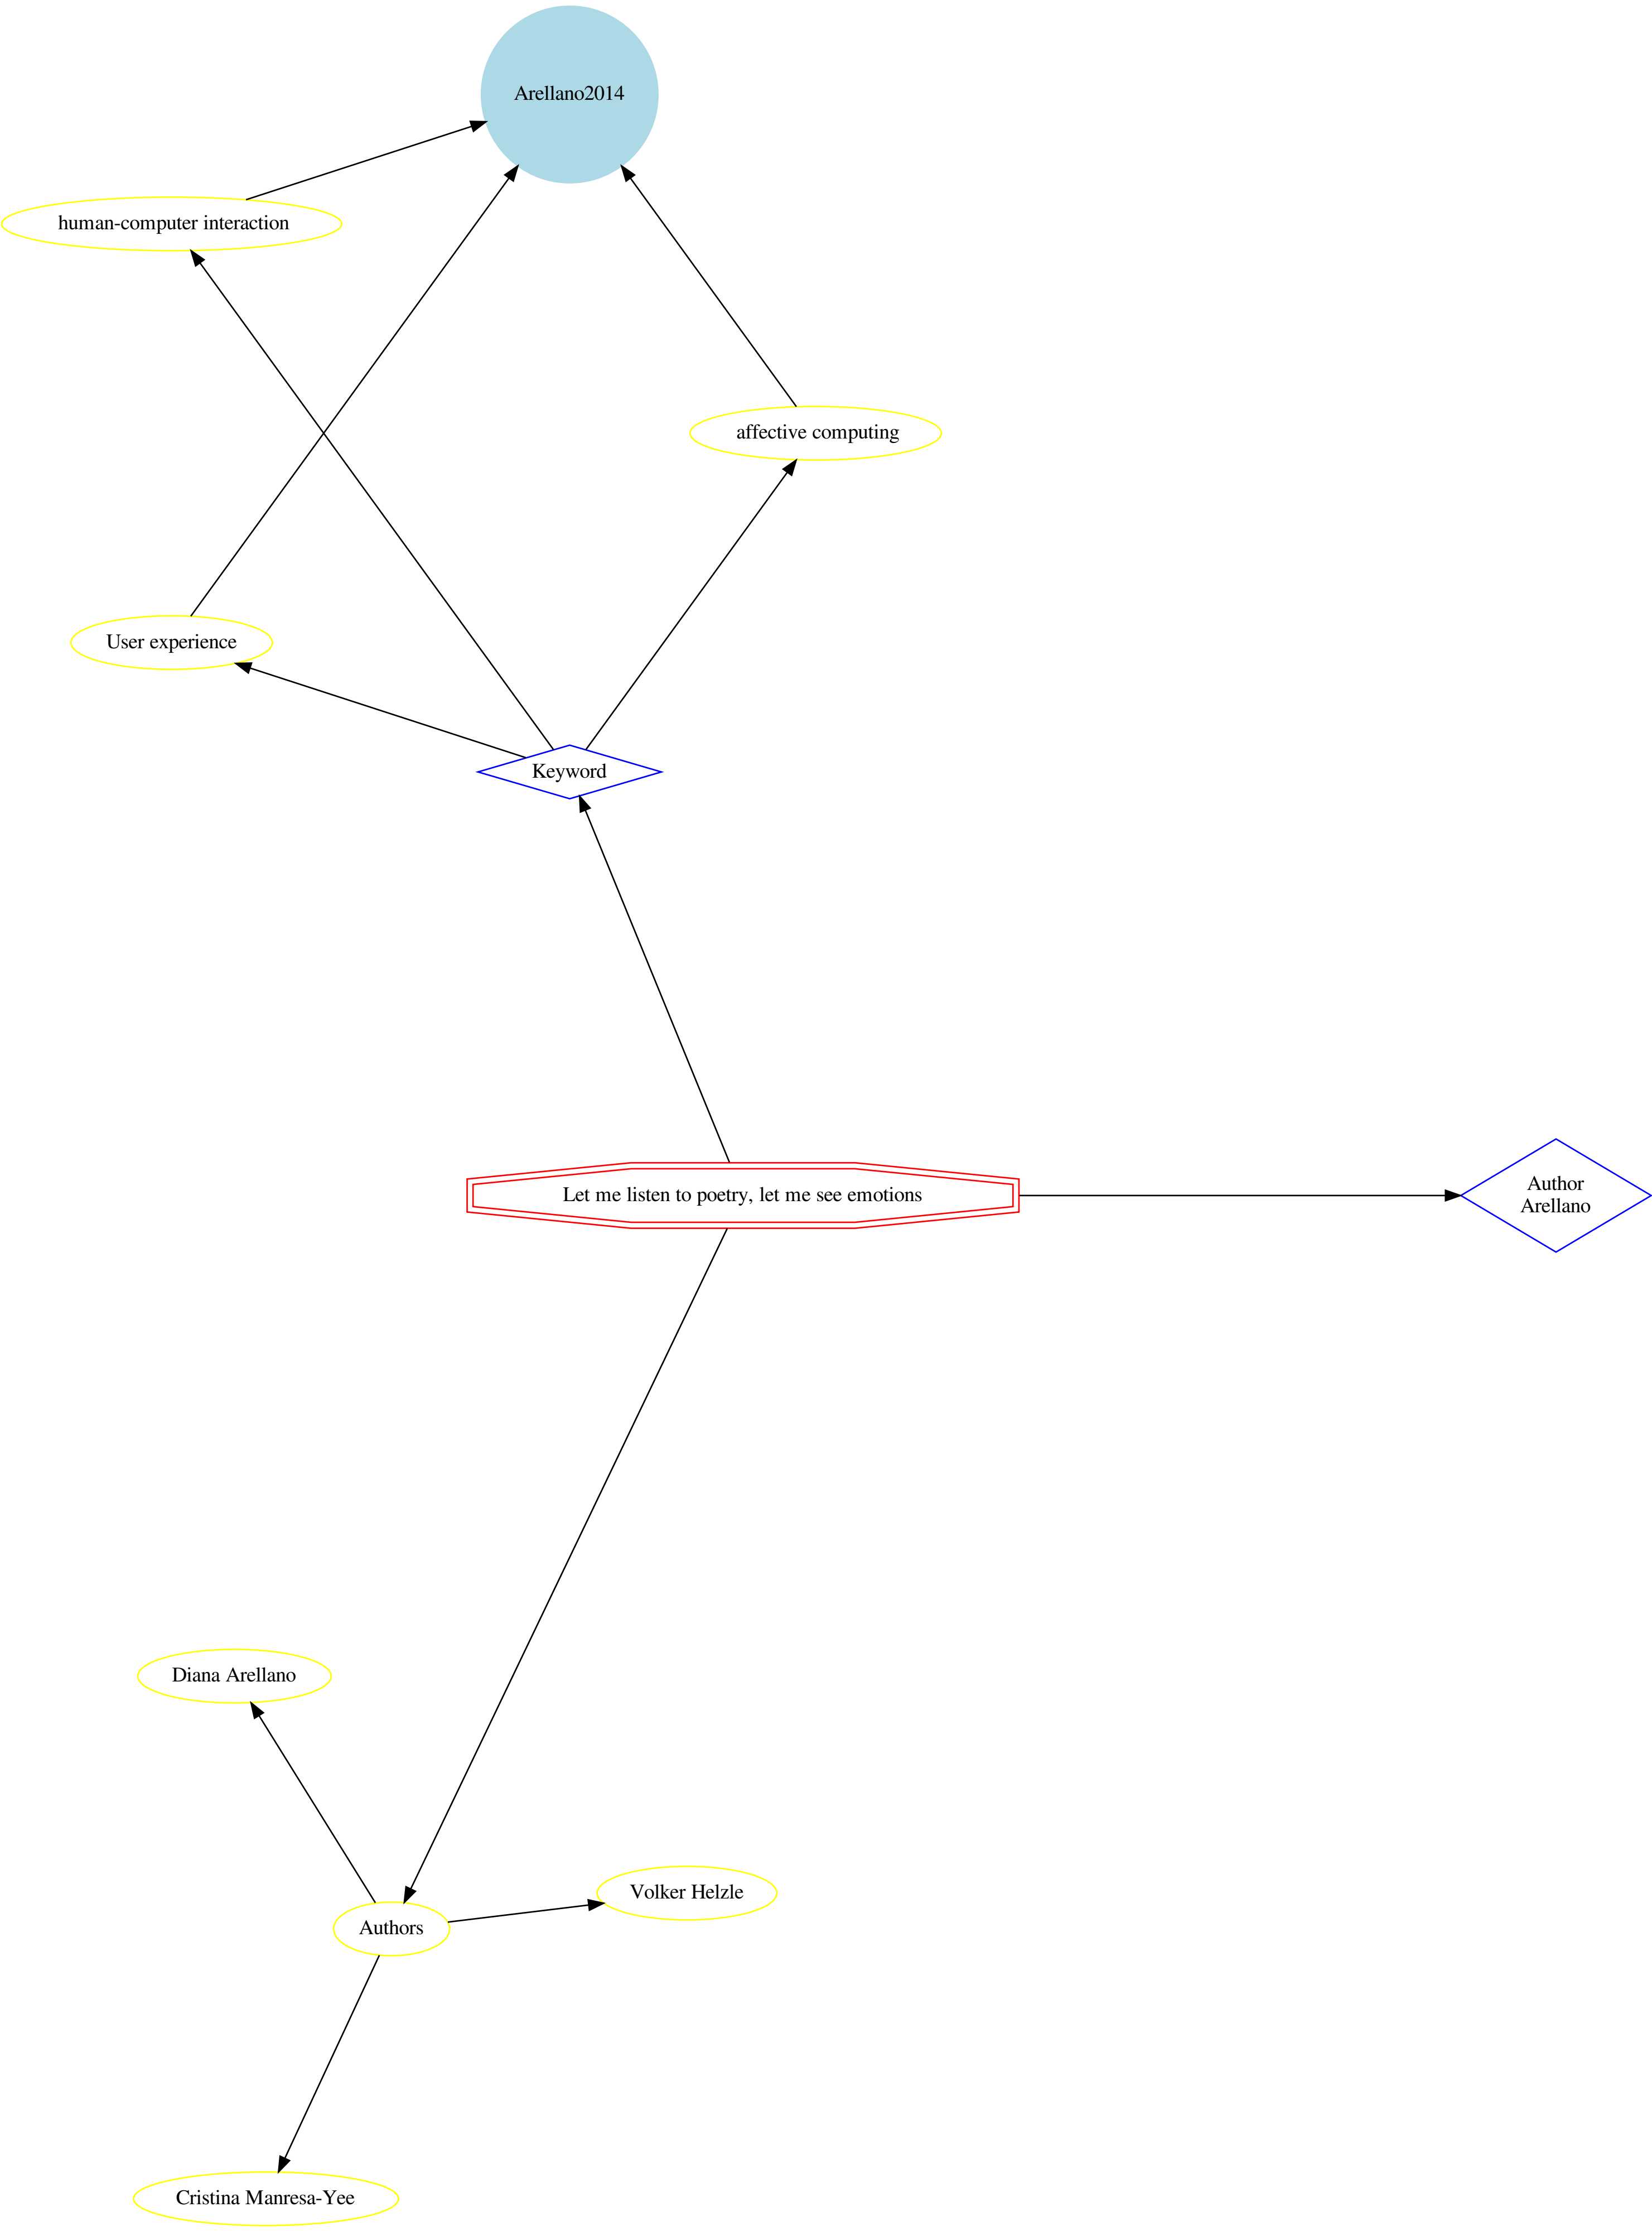 Arellano2014
human-computer interaction
affective computing
User experience
Keyword
Let me listen to poetry, let me see emotions
Author
Arellano
Diana Arellano
Volker Helzle
Authors
Cristina Manresa-Yee